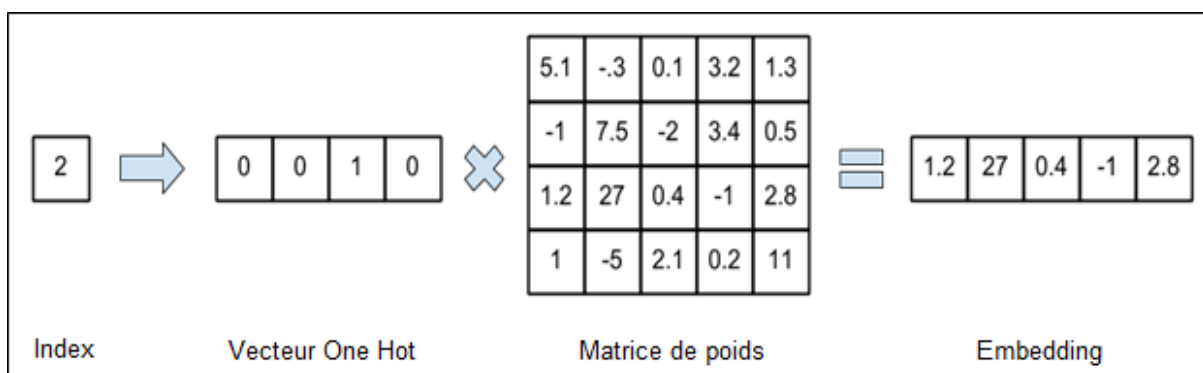 5.1 -.3 0.1 3.2 1.3
-1 7.5 -2 3.4 0.5
2 0 0 1 0 1.2 27 0.4 -1 2.8
1.2 27 0.4 -1 2.8
1 -5 2.1 0.2 11
Index Vecteur One Hot Matrice de poids Embedding